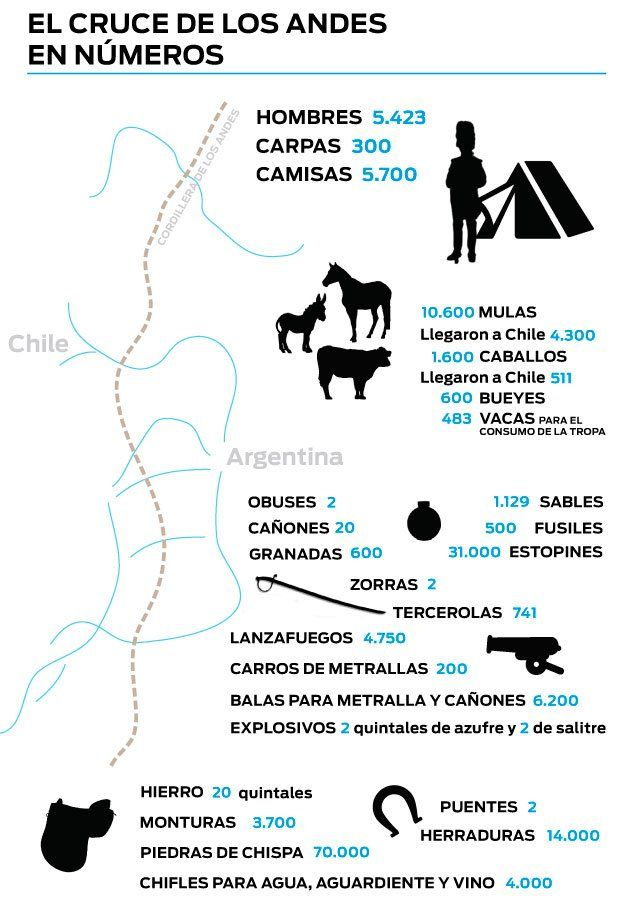 EL CRUCE DE LOS ANDES
EN NÚMEROS
HOMBRES 5.423
CARPAS 300
CAMISAS 5.700
CORDILLERA DE LOS ANDES
10.600 MULAS
Llegaron a Chile 4.300
1.600 CABALLOS
Llegaron a Chile 511
600 BUEYES
483 VACAS PARA EL
CONSUMO DE LA TROPA
Chile
Argentina
OBUSES 2
CAÑONES 20
GRANADAS 600
1.129 SABLES
500 FUSILES
31.000 ESTOPINES
ZORRAS 2
TERCEROLAS 741
LANZAFUEGOS 4.750
CARROS DE METRALLAS 200
BALAS PARA METRALLA Y CAÑONES 6.200
EXPLOSIVOS 2 quintales de azufre y 2 de salitre
HIERRO 20 quintales
MONTURAS 3.700
PIEDRAS DE CHISPA 70.000
CHIFLES PARA AGUA, AGUARDIENTE Y VINO 4.000
PUENTES 2
HERRADURAS 14.000